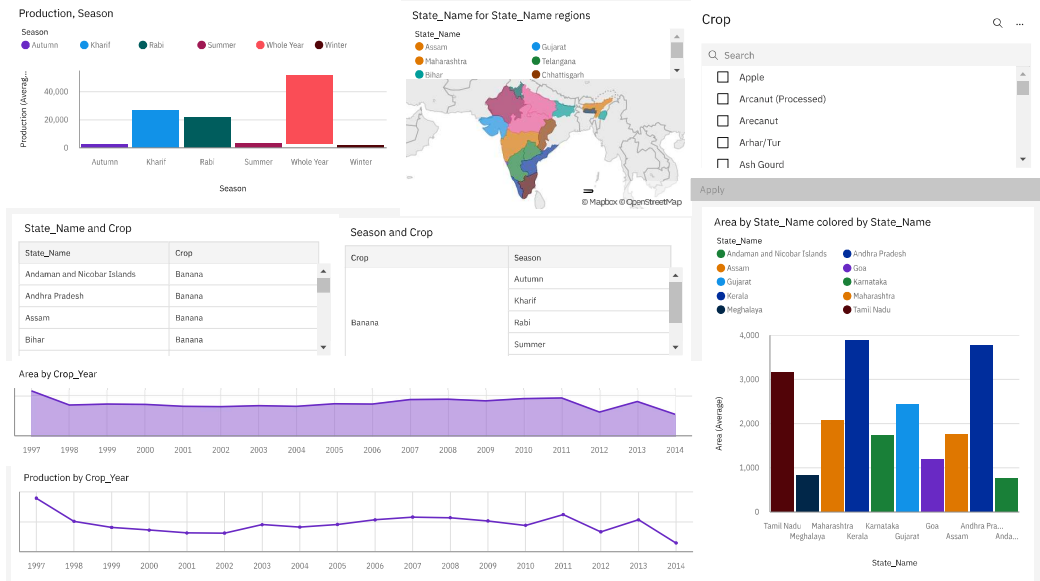 Production, Season
Season
Autumn Kharif Rabi Summer Whole Year Winter
Production (Averag...
40,000
20,000
0
Autumn Kharif Rabi Summer Whole Year Winter
Season
State_Name for State_Name regions
State_Name
Assam Gujarat
Maharashtra Telangana
Bihar Chhattisgarh
© Mapbox © OpenStreetMap
Crop
...
Search
Apple
Arcanut (Processed)
Arecanut
Arhar/Tur
Ash Gourd
Apply
State_Name and Crop
State_Name Crop
Andaman and Nicobar Islands Banana
Andhra Pradesh Banana
Assam Banana
Bihar Banana
Season and Crop
Crop Season
Autumn
Kharif
Banana Rabi
Summer
Area by State_Name colored by State_Name
State_Name
Andaman and Nicobar Islands Andhra Pradesh
Assam Goa
Gujarat Karnataka
Kerala Maharashtra
Meghalaya Tamil Nadu
4,000
3,000
2,000
1,000
0
Area (Average)
Tamil Nadu Maharashtra Karnataka Goa Andhra Pra...
Meghalaya Kerala Gujarat Assam Anda...
State_Name
Area by Crop_Year
1997 1998 1999 2000 2001 2002 2003 2004 2005 2006 2007 2008 2009 2010 2011 2012 2013 2014
Production by Crop_Year
1997 1998 1999 2000 2001 2002 2003 2004 2005 2006 2007 2008 2009 2010 2011 2012 2013 2014